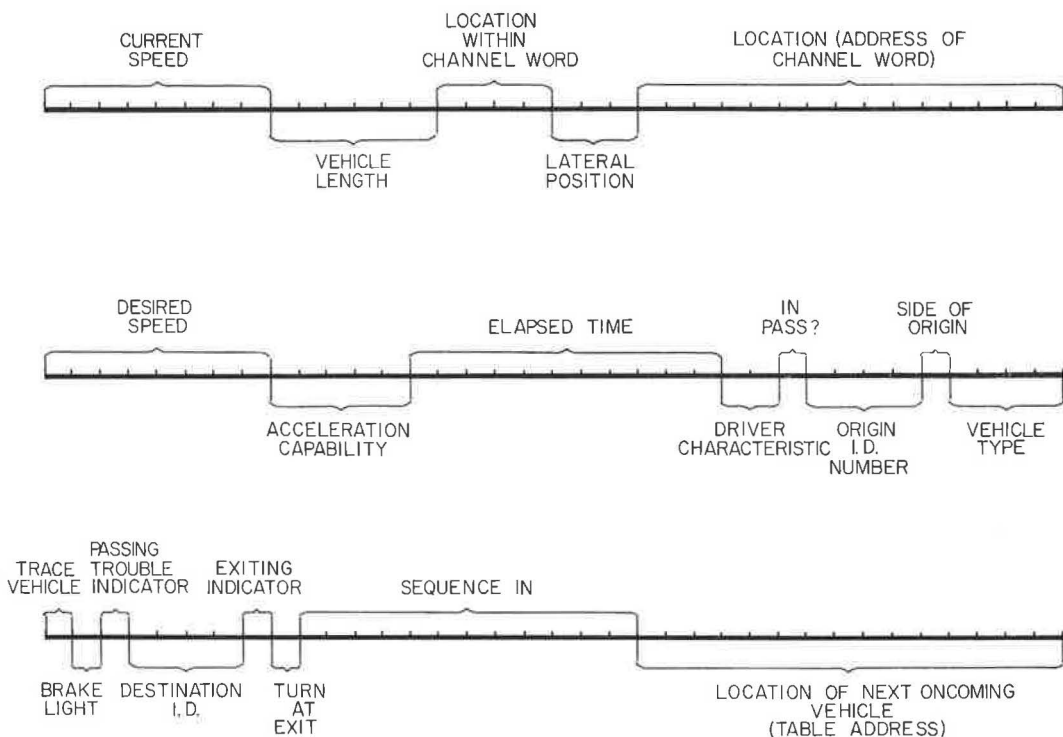 CURRENT
SPEED
LOCATION
WITHIN
CHANNEL WORD
LOCATION (ADDRESS OF
CHANNEL WORD)
VEHICLE
LENGTH
LATERAL
POSITION
DESIRED
SPEED
ELAPSED TIME
IN
PASS?
SIDE OF
ORIGIN
ACCELERATION
CAPABILITY
DRIVER
CHARACTERISTIC
ORIGIN
I.D.
NUMBER
VEHICLE
TYPE
TRACE
VEHICLE
PASSING
TROUBLE
INDICATOR
EXITING
INDICATOR
SEQUENCE IN
BRAKE
LIGHT
DESTINATION
I.D.
TURN
AT
EXIT
LOCATION OF NEXT ONCOMING
VEHICLE
(TABLE ADDRESS)